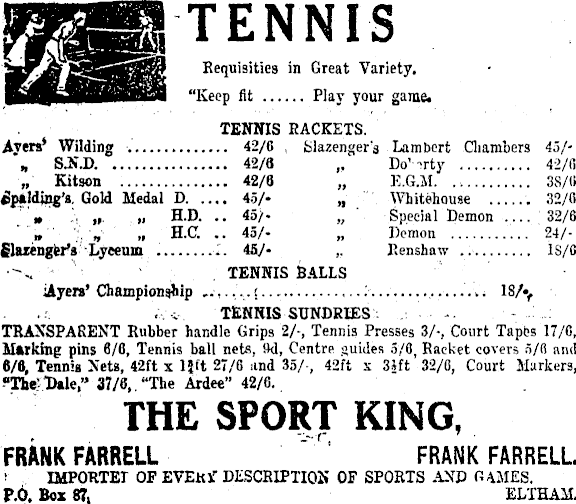 TENNIS
Requisities in Great Variety.
"Keep fit ...... Play your game.
TENNIS RACKETS.
Ayers' Wilding .............. 42/6 Slazenger's Lambert Chambers 45/-
„ S.N.D. ................ 42/6 „ Doherty ........ 42/6
„ Kitson ............... 42/6 „ E.G.M. .......... 38/6
Spalding's Gold Medal D. .... 45/- „ Whitehouse ...... 32/6
„ „ „ H.D. .. 45/- „ Special Demon .... 32/6
„ „ „ H.C. .. 45/- „ Demon .......... 24/-
Slazenger's Lyceum .......... 45/- „ Renshaw ........ 18/6
TENNIS BALLS
Ayers' Championship ........................................ 18/-,
TENNIS SUNDRIES
TRANSPARENT Rubber handle Grips 2/-, Tennis Presses 3/-, Court Tapes 17/6,
Marking pins 6/6, Tennis ball nets, 9d, Centre guides 5/6, Racket covers 5/6 and
6/6, Tennis Nets, 42ft x 1¾ft 27/6 and 35/-, 42ft x 3½ft 32/6, Court Markers,
"The Dale," 37/6, "The Ardee" 42/6.
THE SPORT KING,
FRANK FARRELL FRANK FARRELL.
IMPORTER OF EVERY DESCRIPTION OF SPORTS AND GAMES.
P.O. Box 87, ELTHAM.